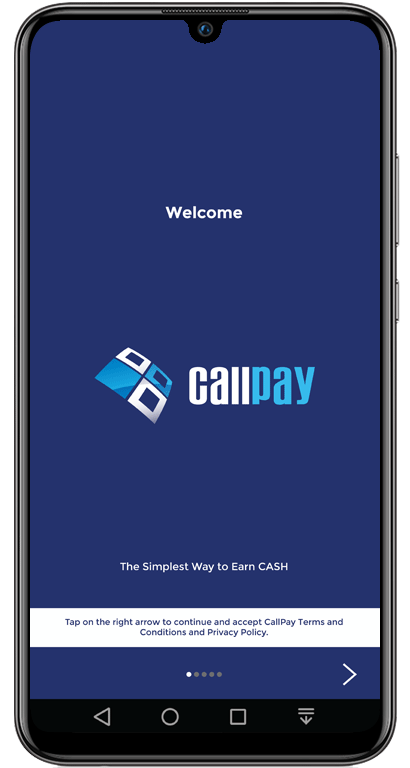 Welcome
callpay
The Simplest Way to Earn CASH
Tap on the right arrow to continue and accept CallPay Terms and
Conditions and Privacy Policy.